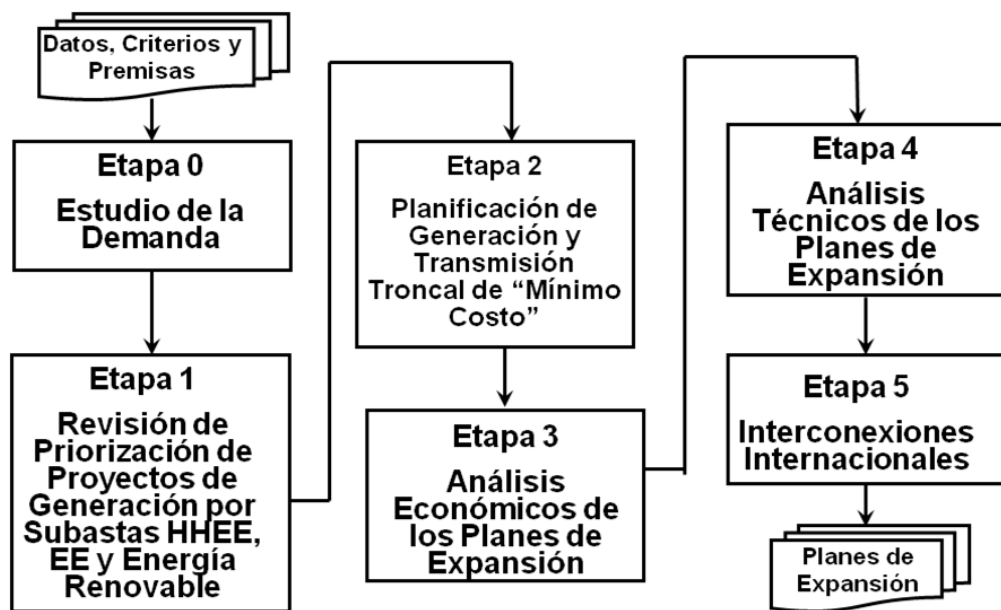 Datos, Criterios y
Premisas
Etapa 0
Estudio de la
Demanda
Etapa 1
Revisión de
Priorización de
Proyectos de
Generación por
Subastas HHEE,
EE y Energía
Renovable
Etapa 2
Planificación de
Generación y
Transmisión
Troncal de “Mínimo
Costo”
Etapa 3
Análisis
Económicos de
los Planes de
Expansión
Etapa 4
Análisis
Técnicos de los
Planes de
Expansión
Etapa 5
Interconexiones
Internacionales
Planes de
Expansión